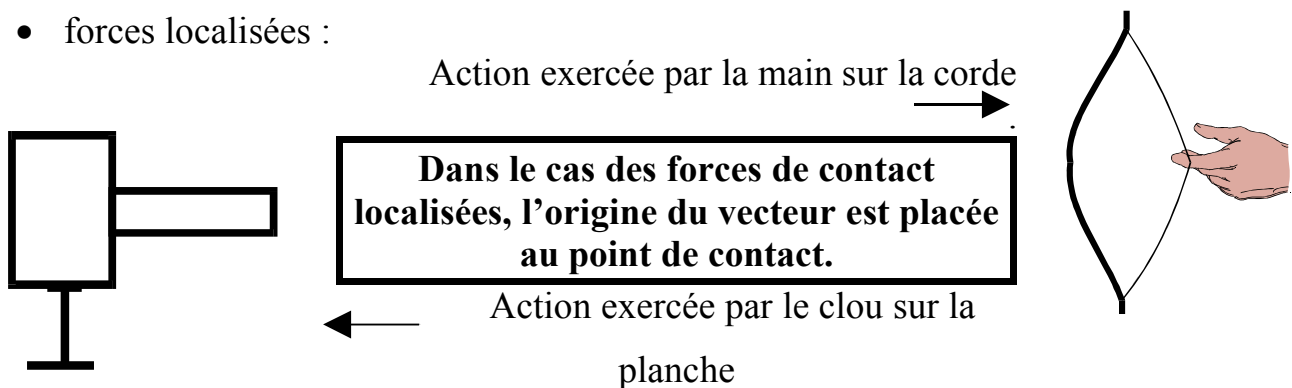 • forces localisées :
Action exercée par la main sur la corde
.
Dans le cas des forces de contact
localisées, l’origine du vecteur est placée
au point de contact.
Action exercée par le clou sur la
planche